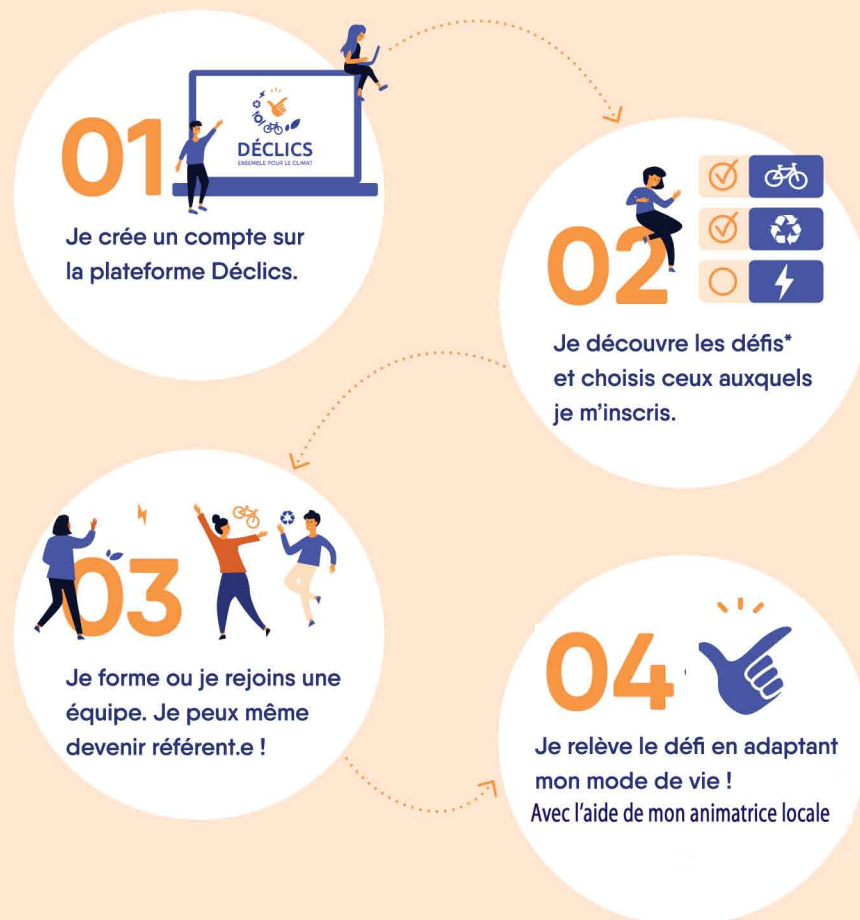 01
DÉCLICS
ENSEMBLE POUR LE CLIMAT
Je crée un compte sur
la plateforme Déclics.
02
Je découvre les défis*
et choisis ceux auxquels
je m'inscris.
03
Je forme ou je rejoins une
équipe. Je peux même
devenir référent.e !
04
Je relève le défi en adaptant
mon mode de vie !
Avec l'aide de mon animatrice locale